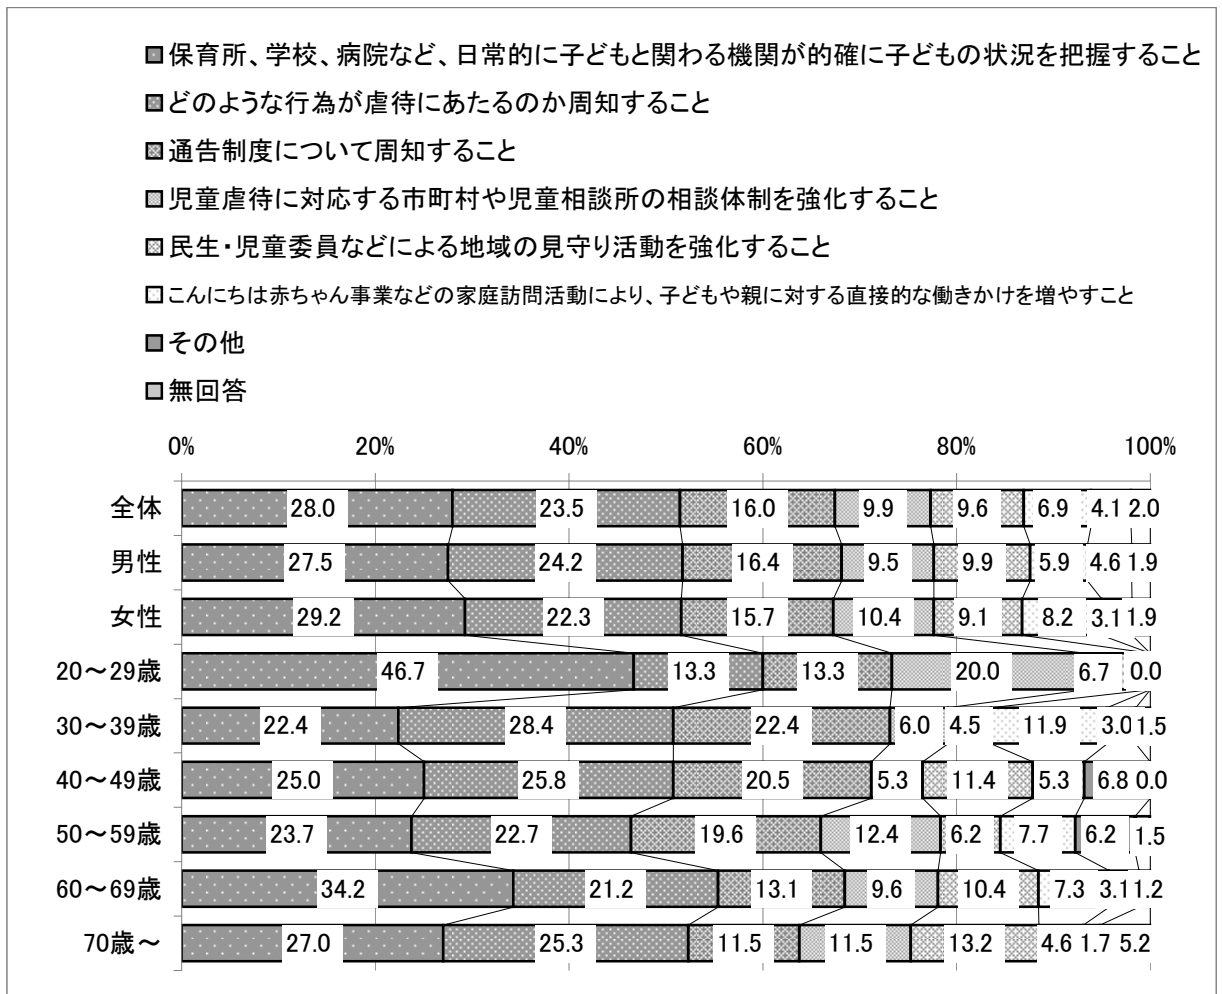 保育所、学校、病院など、日常的に子どもと関わる機関が的確に子どもの状況を把握すること
どのような行為が虐待にあたるのか周知すること
通告制度について周知すること
児童虐待に対応する市町村や児童相談所の相談体制を強化すること
民生・児童委員などによる地域の見守り活動を強化すること
こんにちは赤ちゃん事業などの家庭訪問活動により、子どもや親に対する直接的な働きかけを増やすこと
その他
無回答
0% 20% 40% 60% 80% 100%
全体 28.0 23.5 16.0 9.9 9.6 6.9 4.1 2.0
男性 27.5 24.2 16.4 9.5 9.9 5.9 4.6 1.9
女性 29.2 22.3 15.7 10.4 9.1 8.2 3.1 1.9
20～29歳 46.7 13.3 13.3 20.0 6.7 0.0
30～39歳 22.4 28.4 22.4 6.0 4.5 11.9 3.0 1.5
40～49歳 25.0 25.8 20.5 5.3 11.4 5.3 6.8 0.0
50～59歳 23.7 22.7 19.6 12.4 6.2 7.7 6.2 1.5
60～69歳 34.2 21.2 13.1 9.6 10.4 7.3 3.1 1.2
70歳～ 27.0 25.3 11.5 11.5 13.2 4.6 1.7 5.2